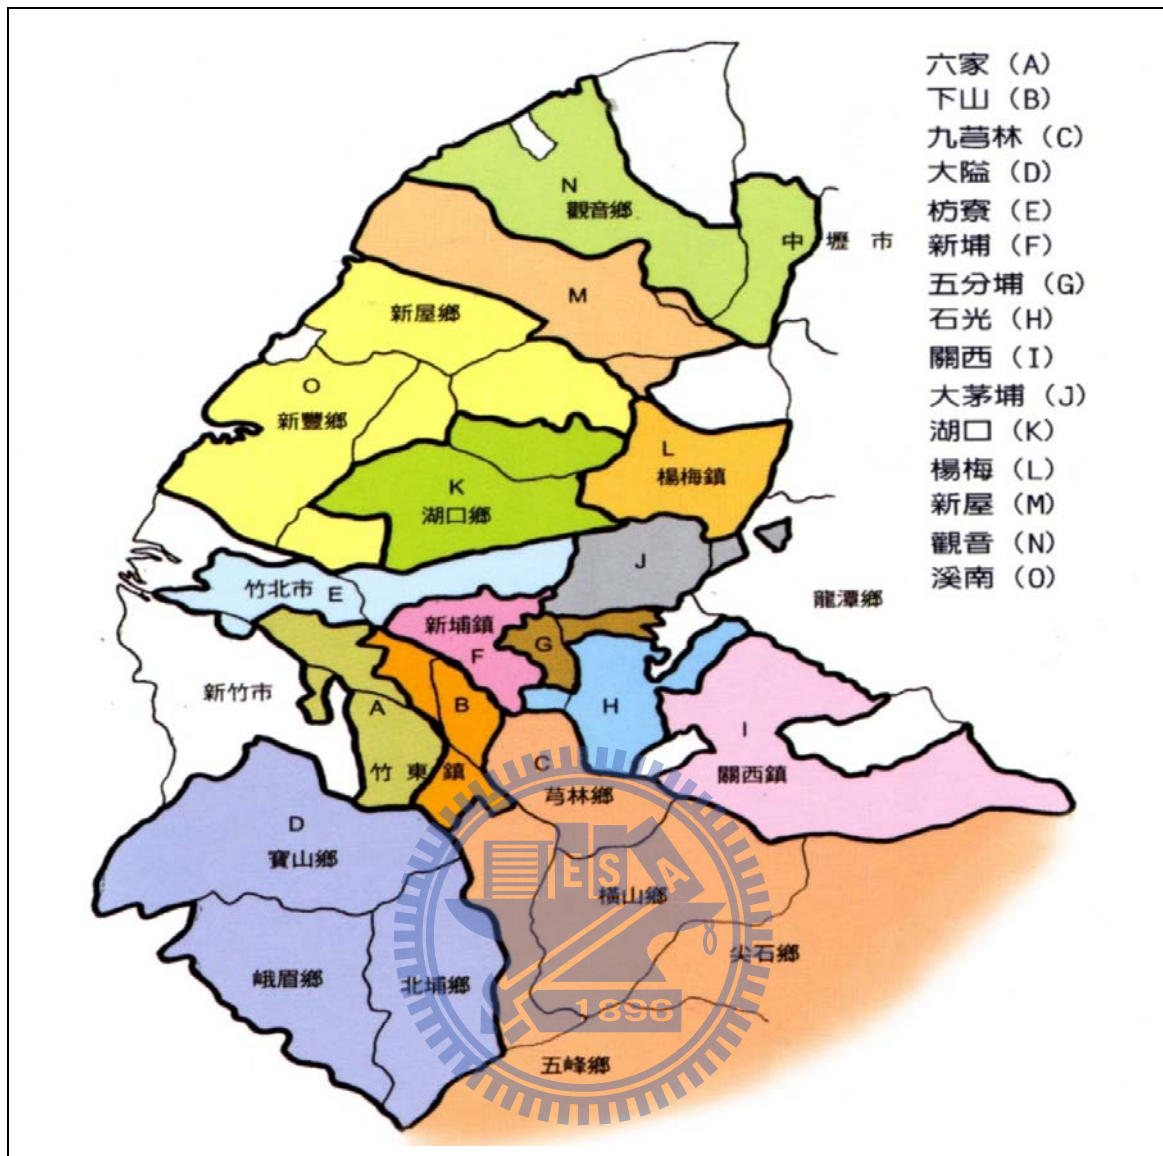 六家（A）
下山（B）
九芎林（C）
大隘（D）
枋寮（E）
新埔（F）
五分埔（G）
石光（H）
關西（I）
大茅埔（J）
湖口（K）
楊梅（L）
新屋（M）
觀音（N）
溪南（O）
N
觀音鄉
中壢市
M
新屋鄉
O
新豐鄉
L
楊梅鎮
K
湖口鄉
J
竹北市 E
龍潭鄉
新埔鎮
F
G
新竹市
A
B
H
I
竹東鎮
C
關西鎮
芎林鄉
D
寶山鄉
ESA
橫山鄉
尖石鄉
峨眉鄉
北埔鄉
1896
五峰鄉